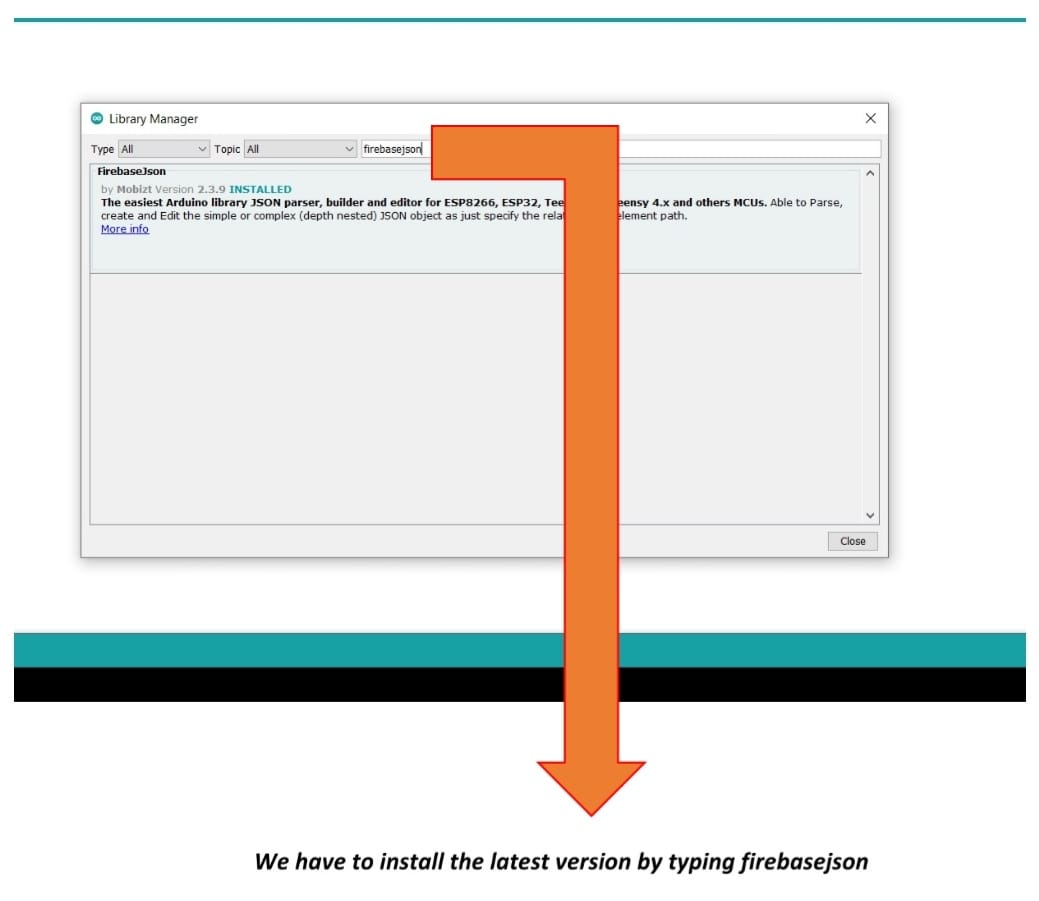 Library Manager
Type All Topic All firebasejson
FirebaseJson
by Mobizt Version 2.3.9 INSTALLED
The easiest Arduino library JSON parser, builder and editor for ESP8266, ESP32, Tee eensy 4.x and others MCUs. Able to Parse,
create and Edit the simple or complex (depth nested) JSON object as just specify the rela element path.
More info
Close
We have to install the latest version by typing firebasejson